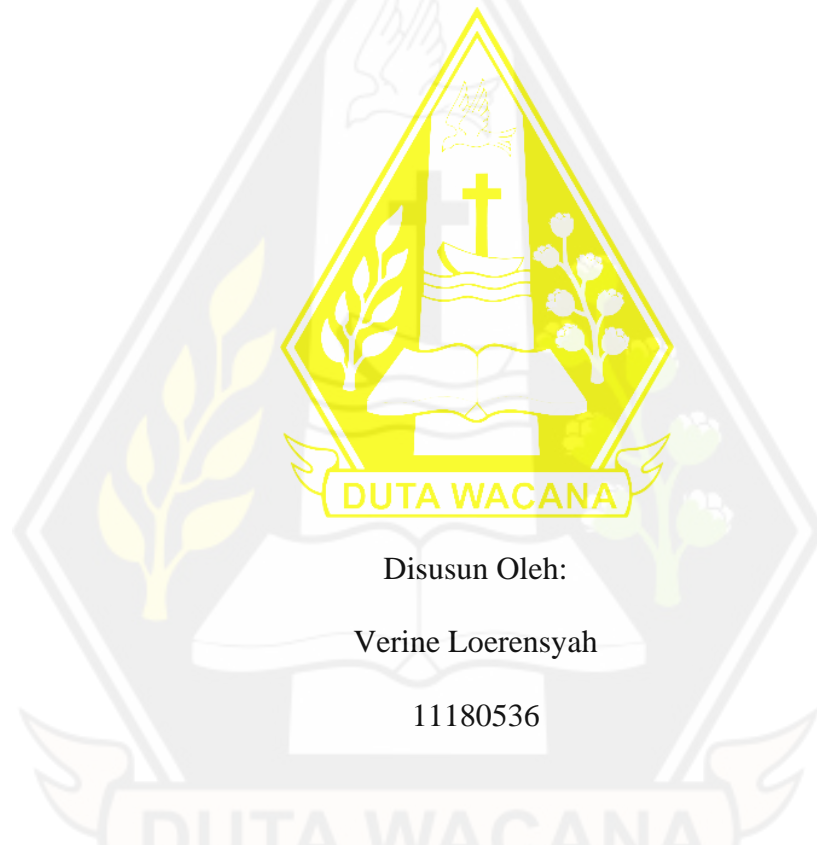 DUTA WACANA
Disusun Oleh:
Verine Loerensyah
11180536
DUTA WACANA